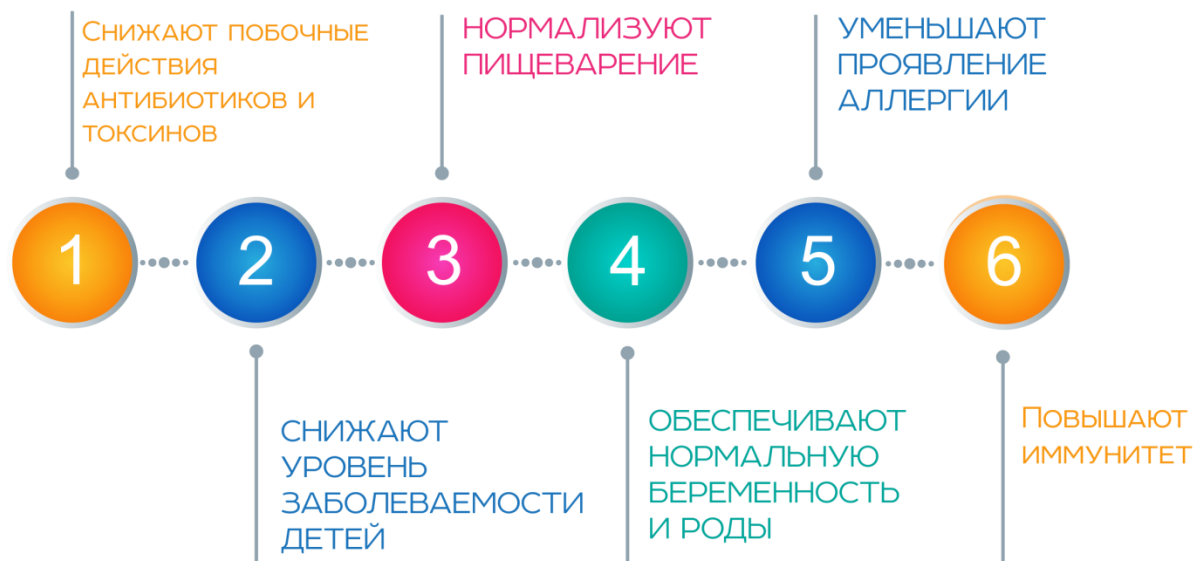 Снижают побочные
действия
антибиотиков и
токсинов
НОРМАЛИЗУЮТ
ПИЩЕВАРЕНИЕ
УМЕНЬШАЮТ
ПРОЯВЛЕНИЕ
АЛЛЕРГИИ
1
2
3
4
5
6
СНИЖАЮТ
УРОВЕНЬ
ЗАБОЛЕВАЕМОСТИ
ДЕТЕЙ
ОБЕСПЕЧИВАЮТ
НОРМАЛЬНУЮ
БЕРЕМЕННОСТЬ
И РОДЫ
Повышают
иммунитет